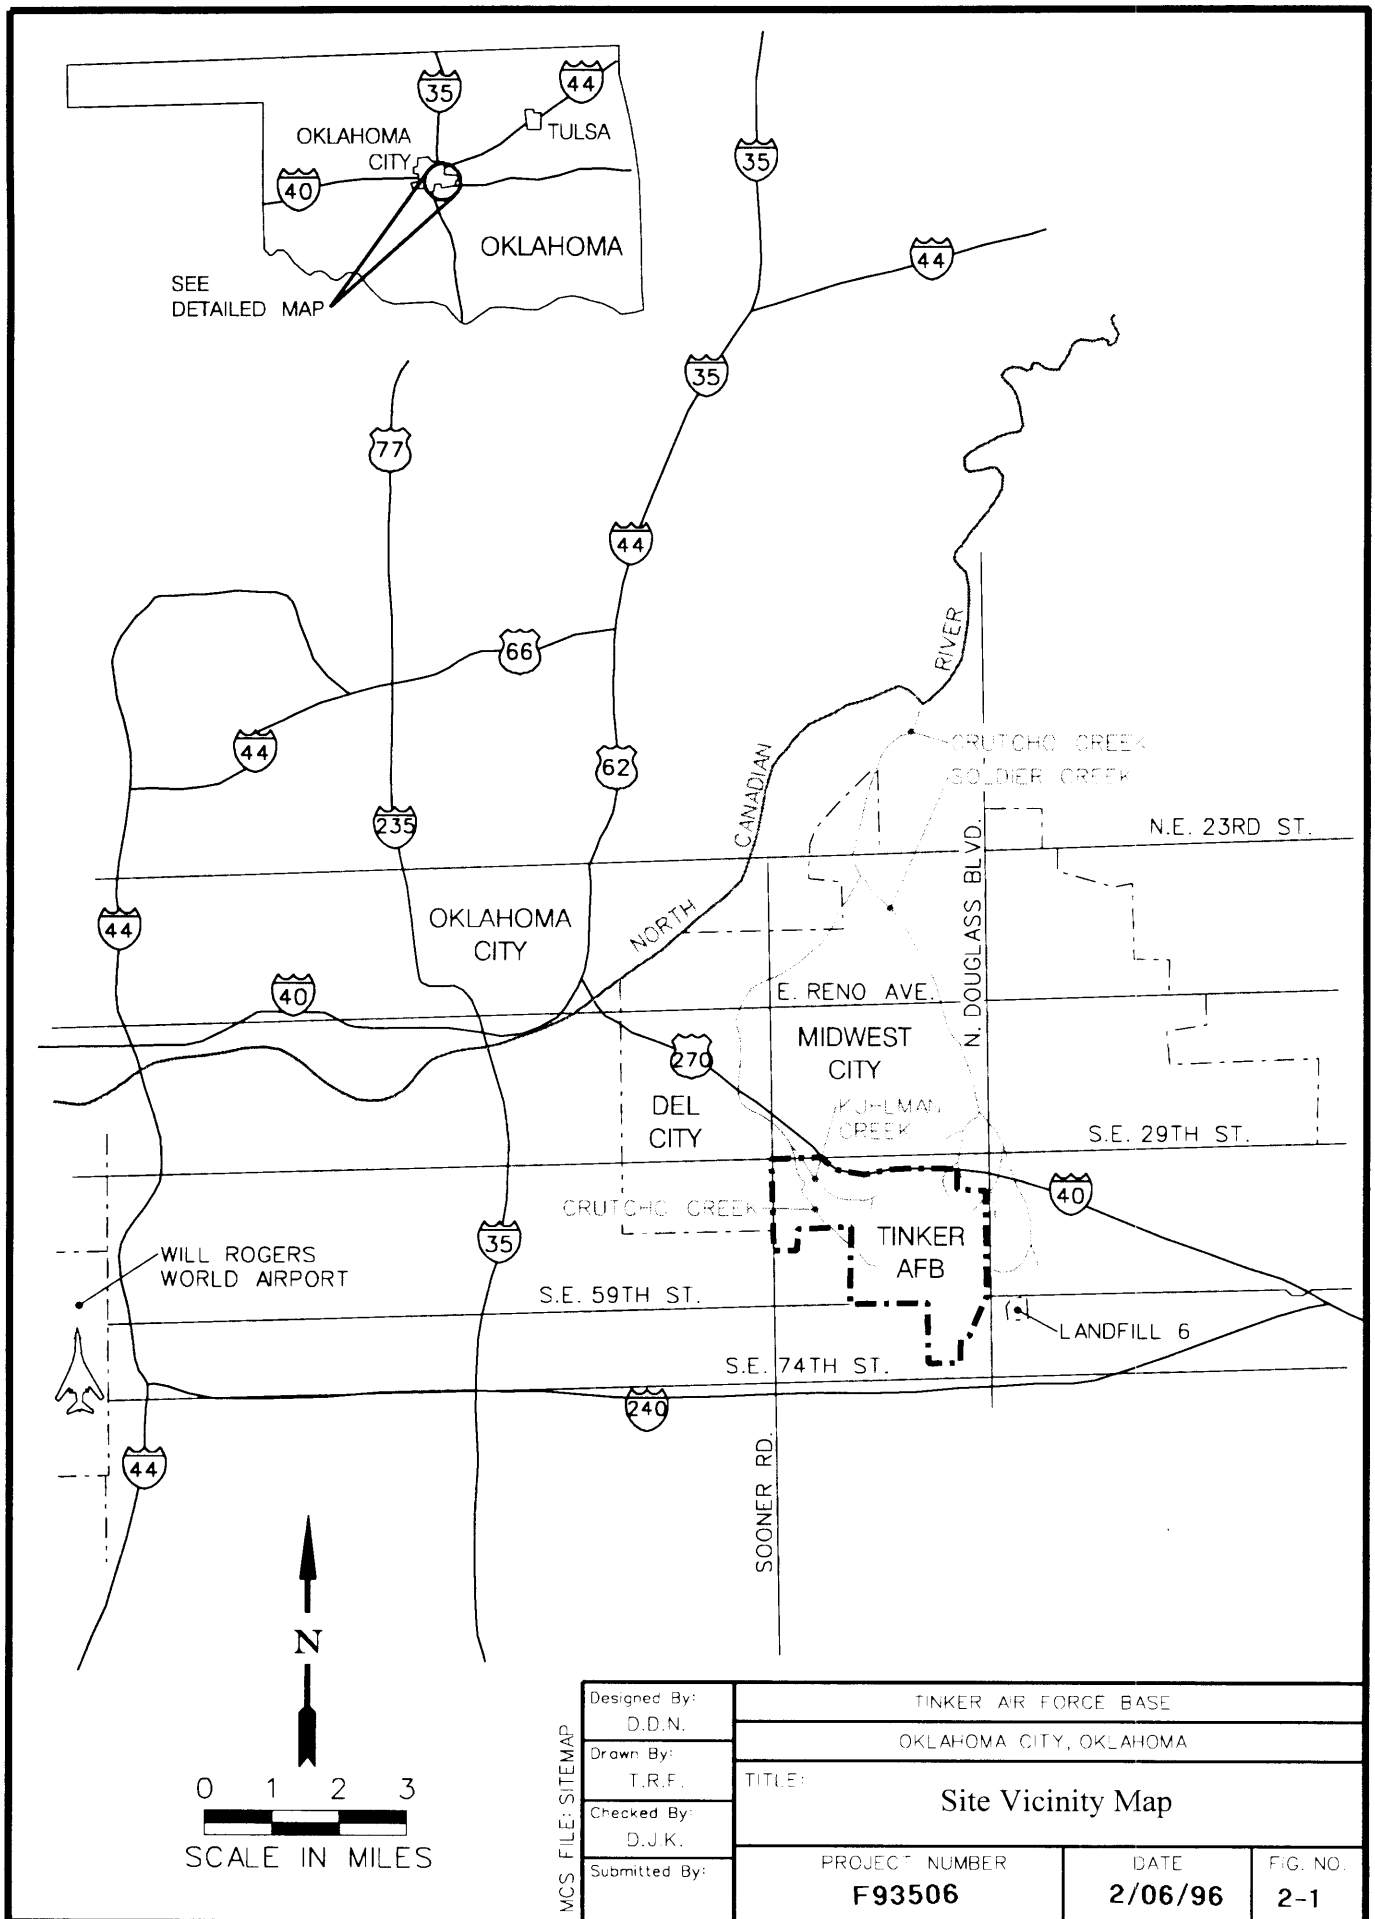 35
44
OKLAHOMA
CITY
TULSA
40
OKLAHOMA
SEE
DETAILED MAP
35
44
35
77
44
66
44
62
RIVER
CANADIAN
NORTH
CRUTCHO CREEK
SOLDIER CREEK
235
N.E. 23RD ST.
N. DOUGLASS BLVD.
44
OKLAHOMA
CITY
40
E. RENO AVE.
MIDWEST
CITY
270
DEL
CITY
KUHLMAN
CREEK
S.E. 29TH ST.
40
CRUTCHO CREEK
TINKER
AFB
35
WILL ROGERS
WORLD AIRPORT
S.E. 59TH ST.
LANDFILL 6
S.E. 74TH ST.
240
44
SOONER RD.
N
0 1 2 3
SCALE IN MILES
MCS FILE: SITEMAP
Designed By:
D.D.N.
Drawn By:
T.R.F.
Checked By:
D.J.K.
Submitted By:
TINKER AIR FORCE BASE
OKLAHOMA CITY, OKLAHOMA
TITLE:
Site Vicinity Map
PROJECT NUMBER
F93506
DATE
2/06/96
FIG. NO.
2-1